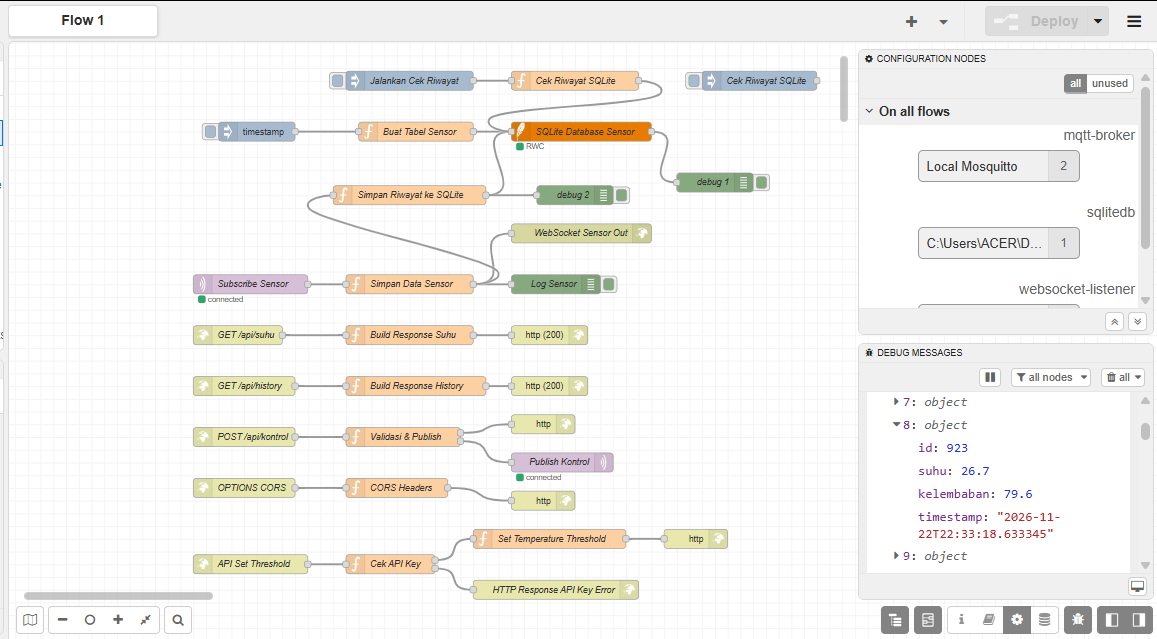 Flow 1
Deploy
Jalankan Cek Riwayat
Cek Riwayat SQLite
Cek Riwayat SQLite
timestamp
Buat Tabel Sensor
SQLite Database Sensor
RWC
debug 1
Simpan Riwayat ke SQLite
debug 2
WebSocket Sensor Out
Subscribe Sensor
connected
Simpan Data Sensor
Log Sensor
GET /api/suhu
Build Response Suhu
http (200)
GET /api/history
Build Response History
http (200)
POST /api/kontrol
Validasi & Publish
http
Publish Kontrol
connected
OPTIONS CORS
CORS Headers
http
Set Temperature Threshold
http
API Set Threshold
Cek API Key
HTTP Response API Key Error
CONFIGURATION NODES
all unused
On all flows
mqtt-broker
Local Mosquitto 2
sqlitedb
C:\Users\ACER\D... 1
websocket-listener
DEBUG MESSAGES
all nodes
all
7: object
8: object
id: 923
suhu: 26.7
kelembaban: 79.6
timestamp: "2026-11-
22T22:33:18.633345"
9: object